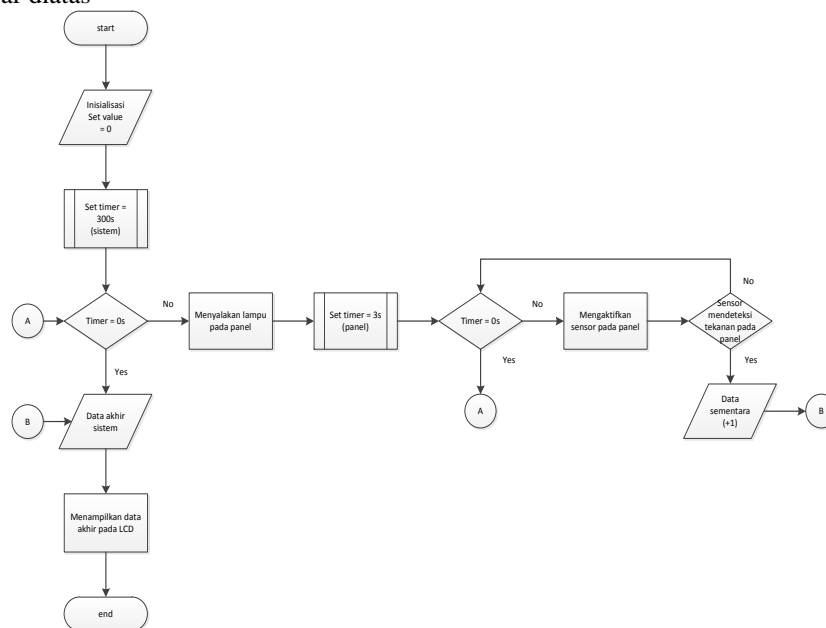 ar diatas
start
Inisialisasi
Set value
= 0
Set timer =
300s
(sistem)
A
Timer = 0s
No
Menyalakan lampu
pada panel
Set timer = 3s
(panel)
Timer = 0s
No
Mengaktifkan
sensor pada panel
Sensor
mendeteksi
tekanan pada
panel
No
Yes
Yes
Yes
B
Data akhir
sistem
A
Data
sementara
(+1)
B
Menampilkan data
akhir pada LCD
end